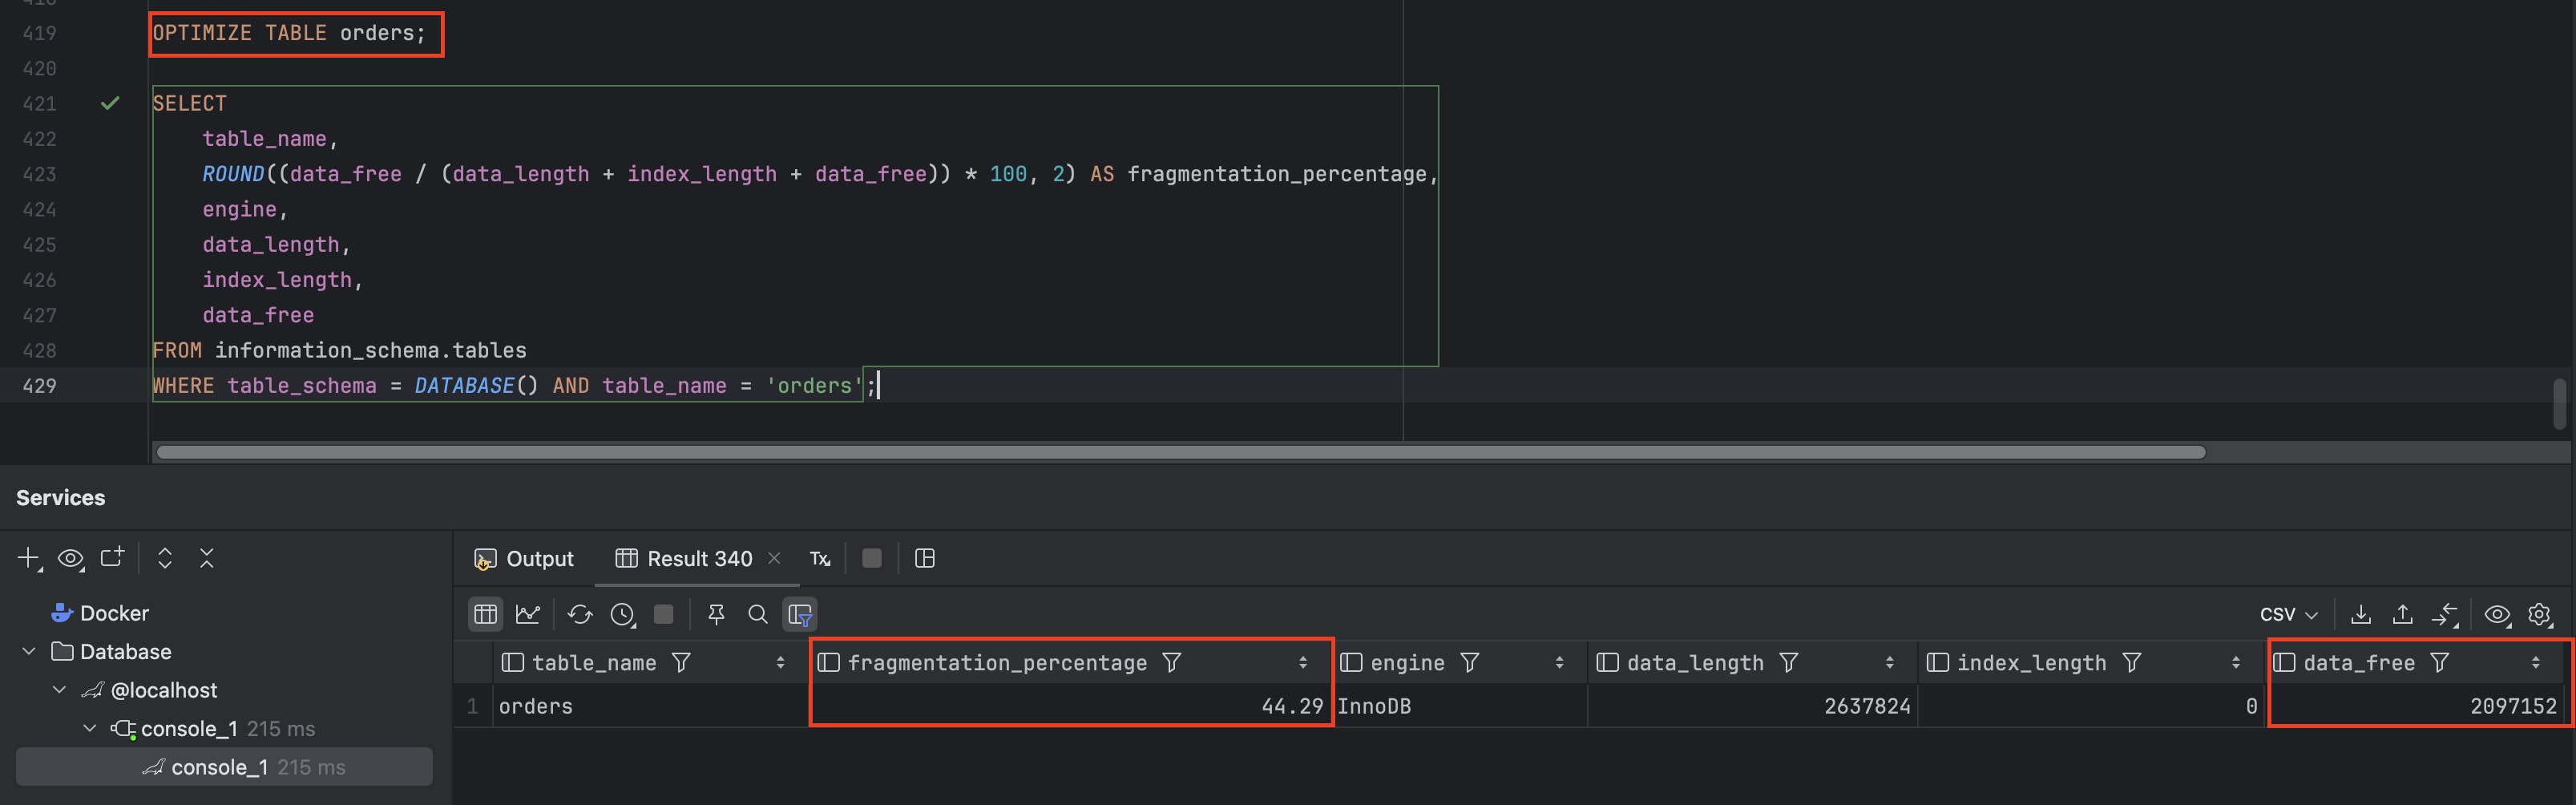 419 OPTIMIZE TABLE orders;
420
421 SELECT
422 table_name,
423 ROUND((data_free / (data_length + index_length + data_free)) * 100, 2) AS fragmentation_percentage,
424 engine,
425 data_length,
426 index_length,
427 data_free
428 FROM information_schema.tables
429 WHERE table_schema = DATABASE() AND table_name = 'orders';
Services
Output Result 340 Tx
Docker
CSV
Database
table_name fragmentation_percentage engine data_length index_length data_free
@localhost
1 orders 44.29 InnoDB 2637824 0 2097152
console_1 215 ms
console_1 215 ms